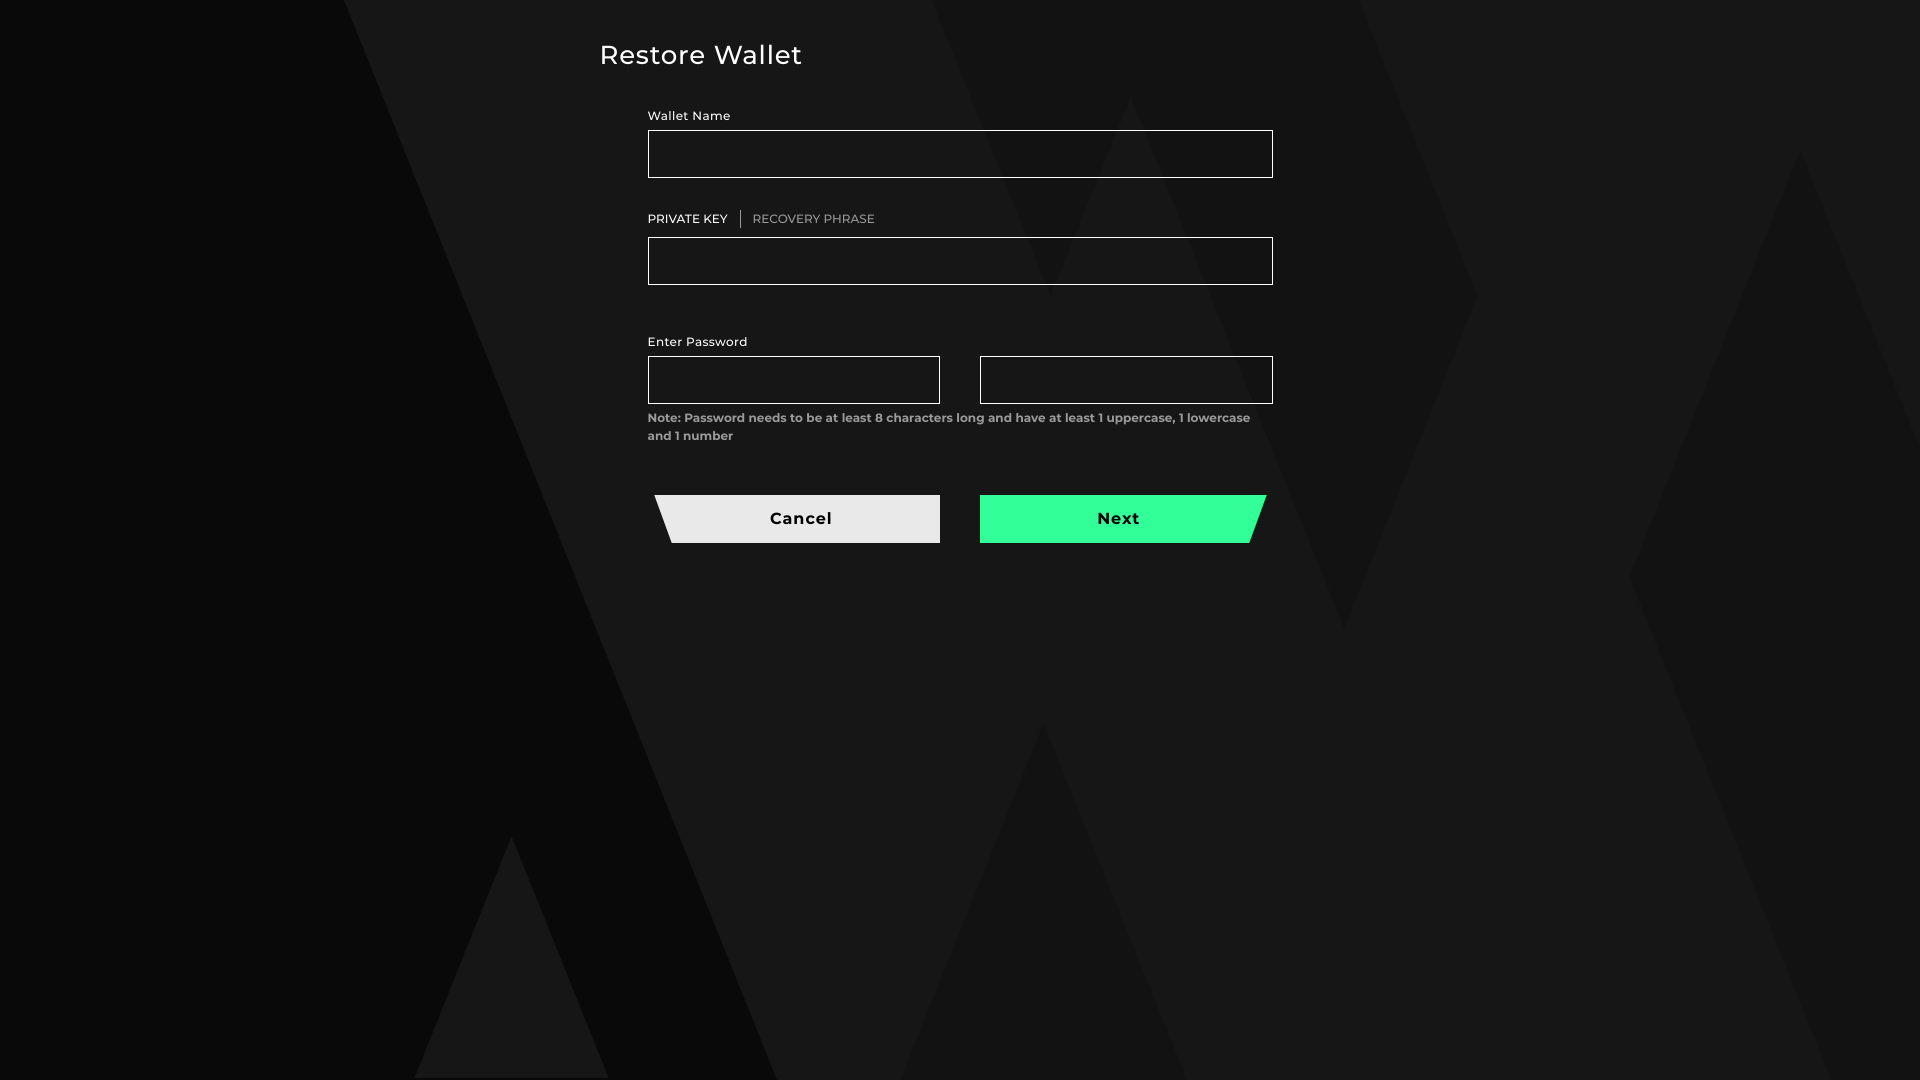 Restore Wallet
Wallet Name
PRIVATE KEY RECOVERY PHRASE
Enter Password
Note: Password needs to be at least 8 characters long and have at least 1 uppercase, 1 lowercase
and 1 number
Cancel Next